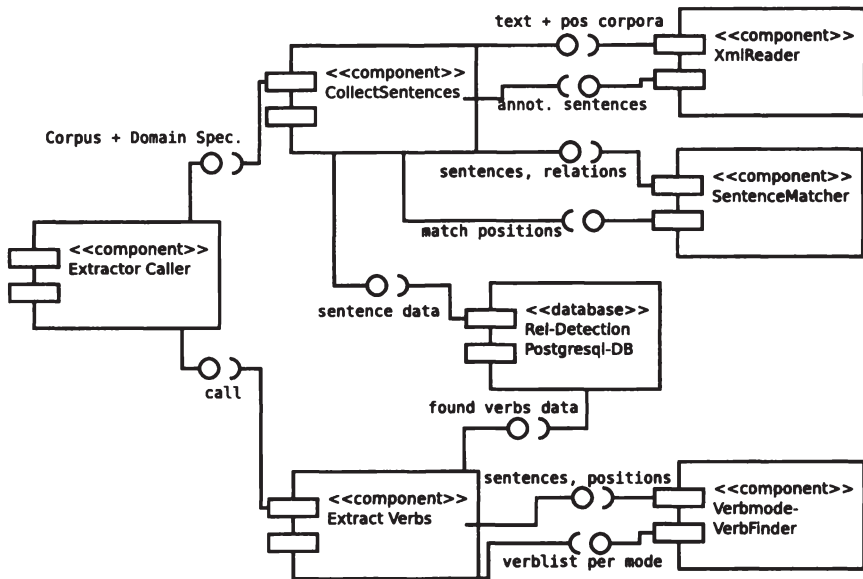 text + pos corpora
<<component>>
XmlReader
<<component>>
CollectSentences
annot. sentences
Corpus + Domain Spec.
sentences, relations
<<component>>
SentenceMatcher
match positions
<<component>>
Extractor Caller
sentence data
<<database>>
Rel-Detection
Postgresql-DB
call
found verbs data
sentences, positions
<<component>>
Extract Verbs
<<component>>
Verbmode-
VerbFinder
verblist per mode